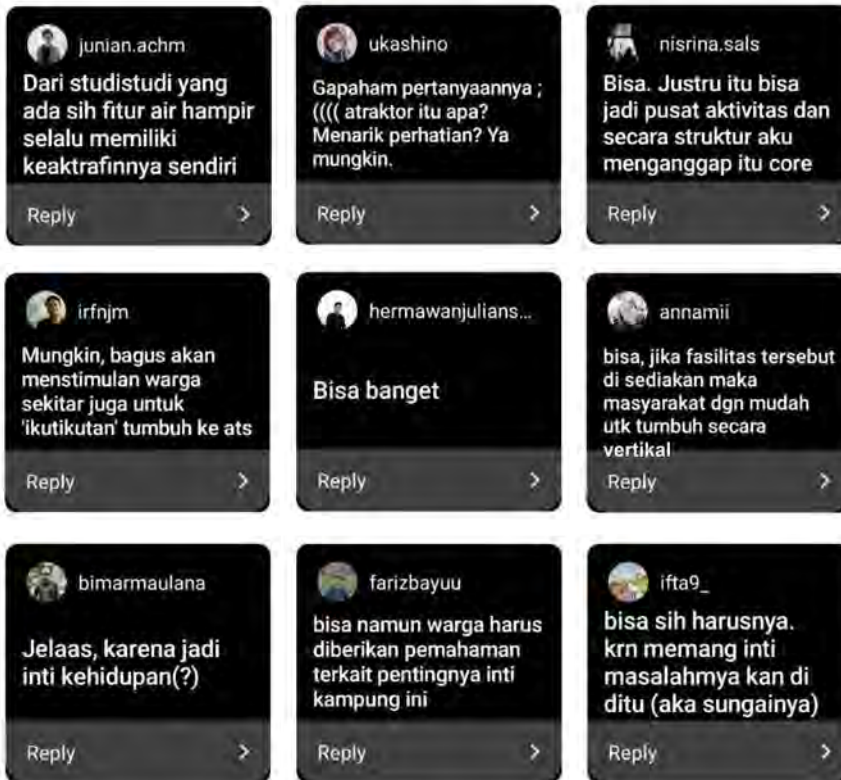 junian.achm
Dari studistudi yang
ada sih fitur air hampir
selalu memiliki
keaktrafinnya sendiri
Reply
ukashino
Gapaham pertanyaannya ;
(((( atraktor itu apa?
Menarik perhatian? Ya
mungkin.
Reply
nisrina.sals
Bisa. Justru itu bisa
jadi pusat aktivitas dan
secara struktur aku
menganggap itu core
Reply
irfnjm
Mungkin, bagus akan
menstimulan warga
sekitar juga untuk
'ikutikutan' tumbuh ke ats
Reply
hermawanjulians...
Bisa banget
Reply
annamii
bisa, jika fasilitas tersebut
di sediakan maka
masyarakat dgn mudah
utk tumbuh secara
vertikal
Reply
bimarmaulana
Jelaas, karena jadi
inti kehidupan(?)
Reply
farizbayuu
bisa namun warga harus
diberikan pemahaman
terkait pentingnya inti
kampung ini
Reply
ifta9_
bisa sih harusnya.
krn memang inti
masalahmya kan di
ditu (aka sungainya)
Reply